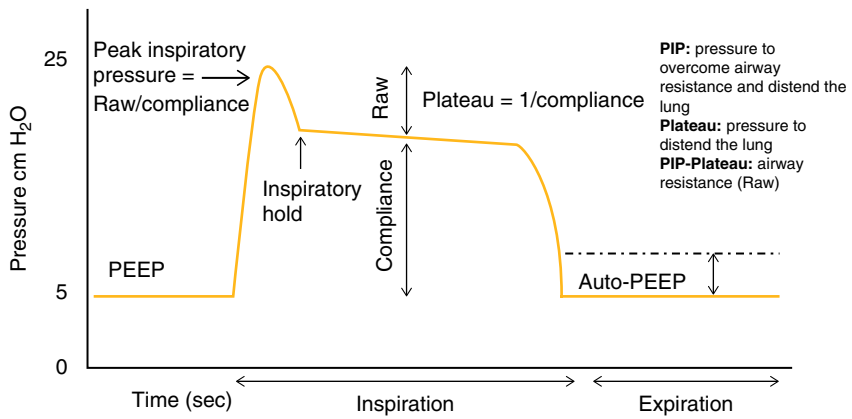 25
Peak inspiratory
pressure =
Raw/compliance
Raw
Plateau = 1/compliance
PIP: pressure to
overcome airway
resistance and distend the
lung
Plateau: pressure to
distend the lung
PIP-Plateau: airway
resistance (Raw)
Pressure cm H₂O
Inspiratory
hold
Compliance
PEEP
Auto-PEEP
5
0
Time (sec)
Inspiration
Expiration